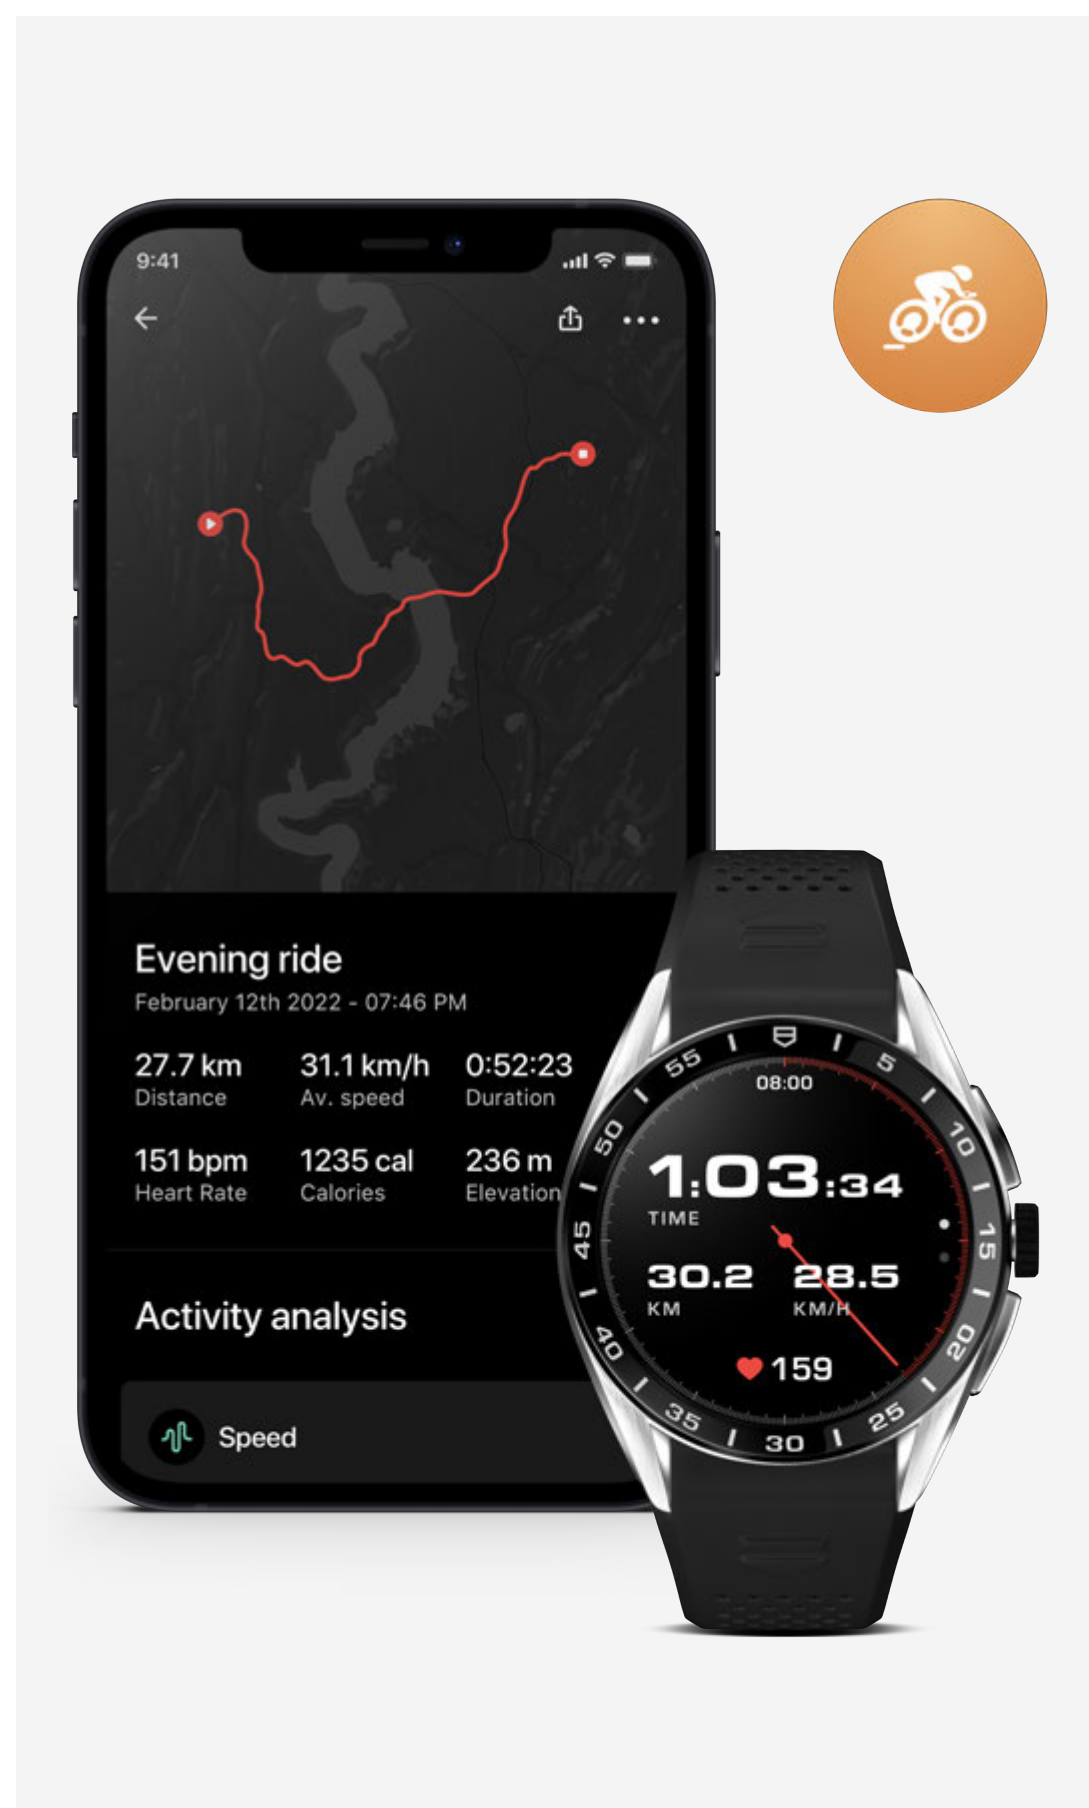 9:41
Evening ride
February 12th 2022 - 07:46 PM
27.7 km 31.1 km/h 0:52:23
Distance Av. speed Duration
151 bpm 1235 cal 236 m
Heart Rate Calories Elevation
Activity analysis
Speed
55 5
50 10
45 15
40 20
35 30 25
08:00
1:03:34
TIME
30.2 28.5
KM KM/H
159